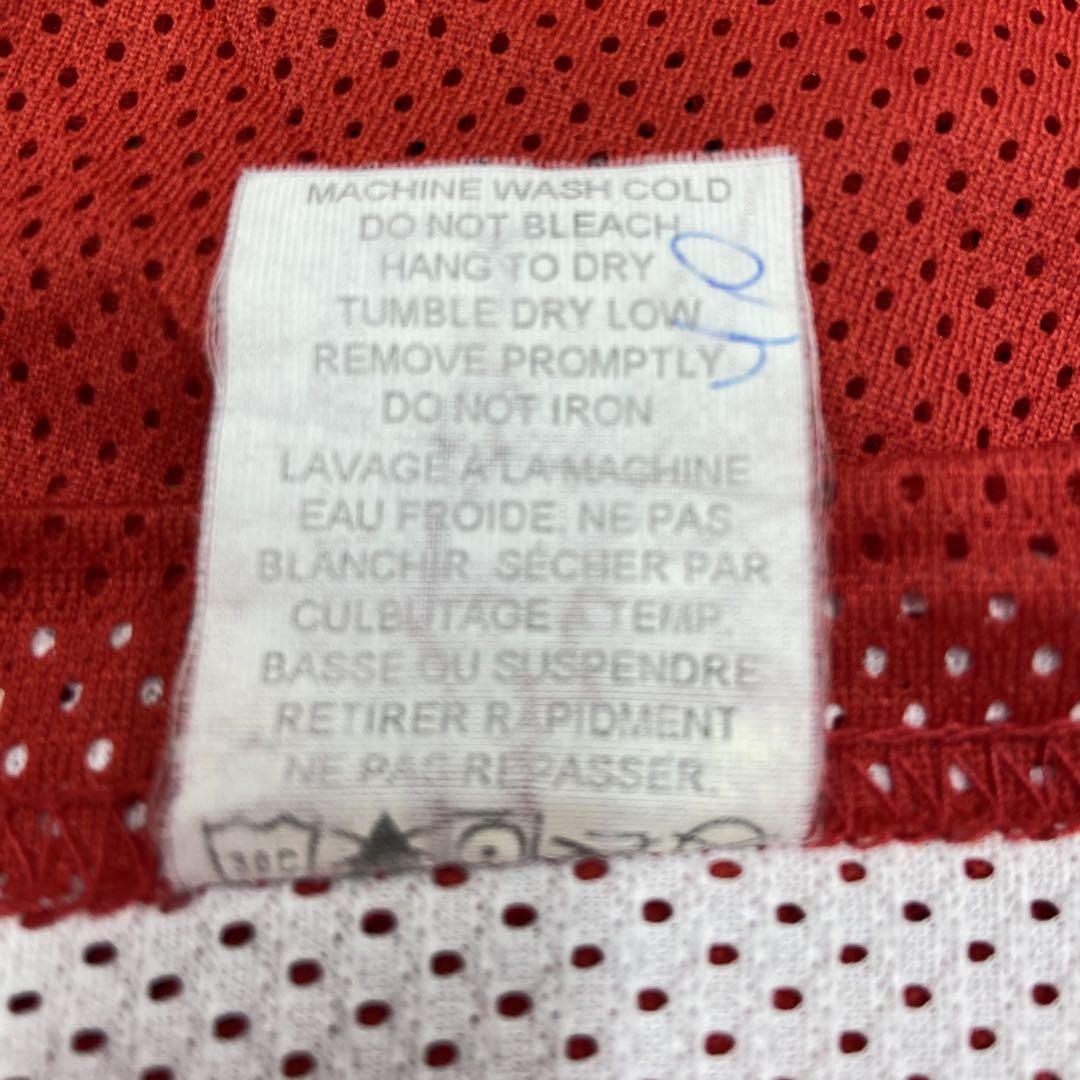 MACHINE WASH COLD
DO NOT BLEACH
HANG TO DRY
TUMBLE DRY LOW
REMOVE PROMPTLY
DO NOT IRON
LAVAGE À LA MACHINE
EAU FROIDE, NE PAS
BLANCHIR SÉCHER PAR
CULBUTAGE À TEMP.
BASSE OU SUSPENDRE
RETIRER RAPIDMENT
NE PAS REPASSER.
30C